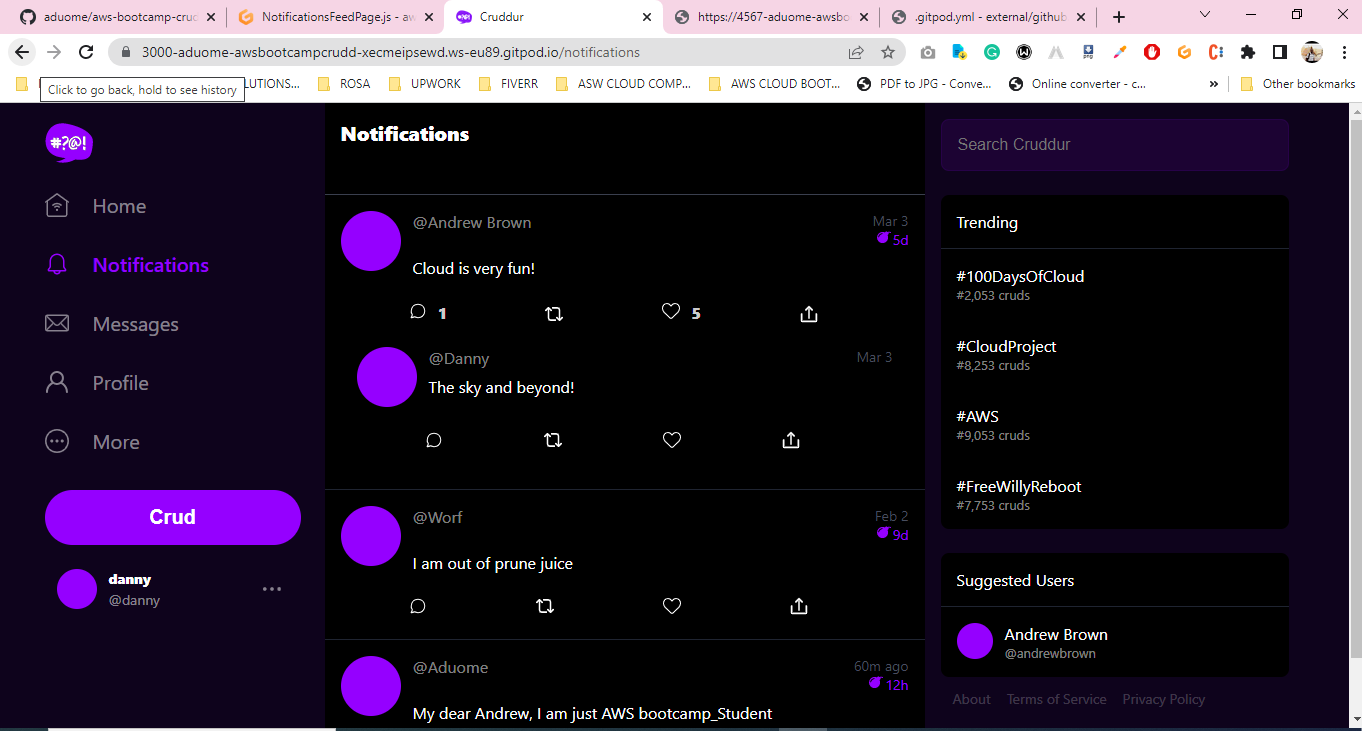 aduome/aws-bootcamp-crud
NotificationsFeedPage.js - aw
Cruddur
https://4567-aduome-awsbo
.gitpod.yml - external/github
3000-aduome-awsbootcampcrudd-xecmeipsewd.ws-eu89.gitpod.io/notifications
LUTIONS...
ROSA
UPWORK
FIVERR
ASW CLOUD COMP...
AWS CLOUD BOOT...
PDF to JPG - Conve...
Online converter - c...
»
Other bookmarks
Click to go back, hold to see history
#?@!
Home
Notifications
Messages
Profile
More
Crud
danny
@danny
Notifications
@Andrew Brown
Mar 3
5d
Cloud is very fun!
1
5
@Danny
Mar 3
The sky and beyond!
@Worf
Feb 2
9d
I am out of prune juice
@Aduome
60m ago
12h
My dear Andrew, I am just AWS bootcamp_Student
Search Cruddur
Trending
#100DaysOfCloud
#2,053 cruds
#CloudProject
#8,253 cruds
#AWS
#9,053 cruds
#FreeWillyReboot
#7,753 cruds
Suggested Users
Andrew Brown
@andrewbrown
About
Terms of Service
Privacy Policy